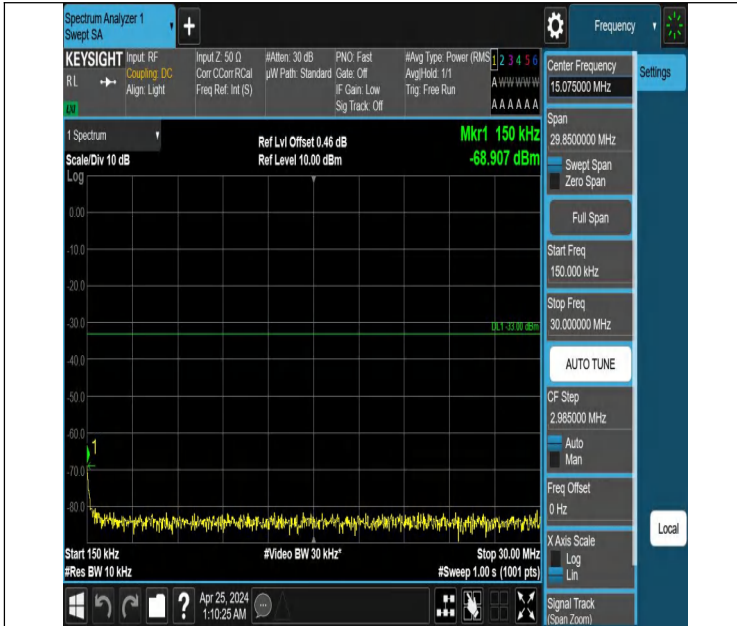 Spectrum Analyzer 1
Swept SA
+
Frequency
KEYSIGHT
RL
Input: RF
Coupling: DC
Align: Light
Input Z: 50 Ω
Corr CCorr RCal
Freq Ref: Int (S)
#Atten: 30 dB
µW Path: Standard
PNO: Fast
Gate: Off
IF Gain: Low
Sig Track: Off
#Avg Type: Power (RMS
Avg|Hold: 1/1
Trig: Free Run
1 2 3 4 5 6
A W W W W W
A A A A A A
1 Spectrum
Scale/Div 10 dB
Ref Lvl Offset 0.46 dB
Ref Level 10.00 dBm
Mkr1 150 kHz
-68.907 dBm
Log
0.00
-10.0
-20.0
-30.0
DL1 -33.00 dBm
-40.0
-50.0
-60.0
1
-70.0
-80.0
Start 150 kHz
#Res BW 10 kHz
#Video BW 30 kHz*
Stop 30.00 MHz
#Sweep 1.00 s (1001 pts)
Center Frequency
15.075000 MHz
Settings
Span
29.8500000 MHz
Swept Span
Zero Span
Full Span
Start Freq
150.000 kHz
Stop Freq
30.000000 MHz
AUTO TUNE
CF Step
2.985000 MHz
Auto
Man
Freq Offset
0 Hz
X Axis Scale
Log
Lin
Local
Signal Track
(Span Zoom)
?
Apr 25, 2024
1:10:25 AM